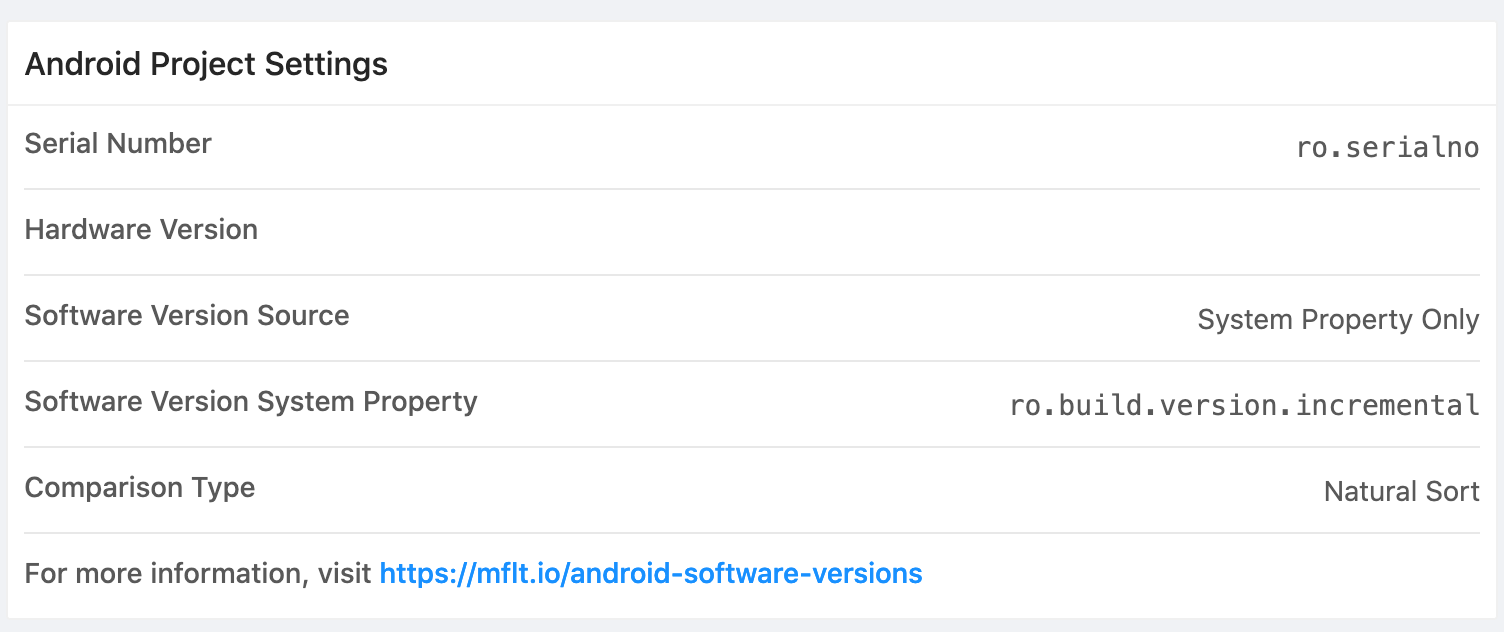 Android Project Settings
Serial Number ro.serialno
Hardware Version
Software Version Source System Property Only
Software Version System Property ro.build.version.incremental
Comparison Type Natural Sort
For more information, visit https://mflt.io/android-software-versions